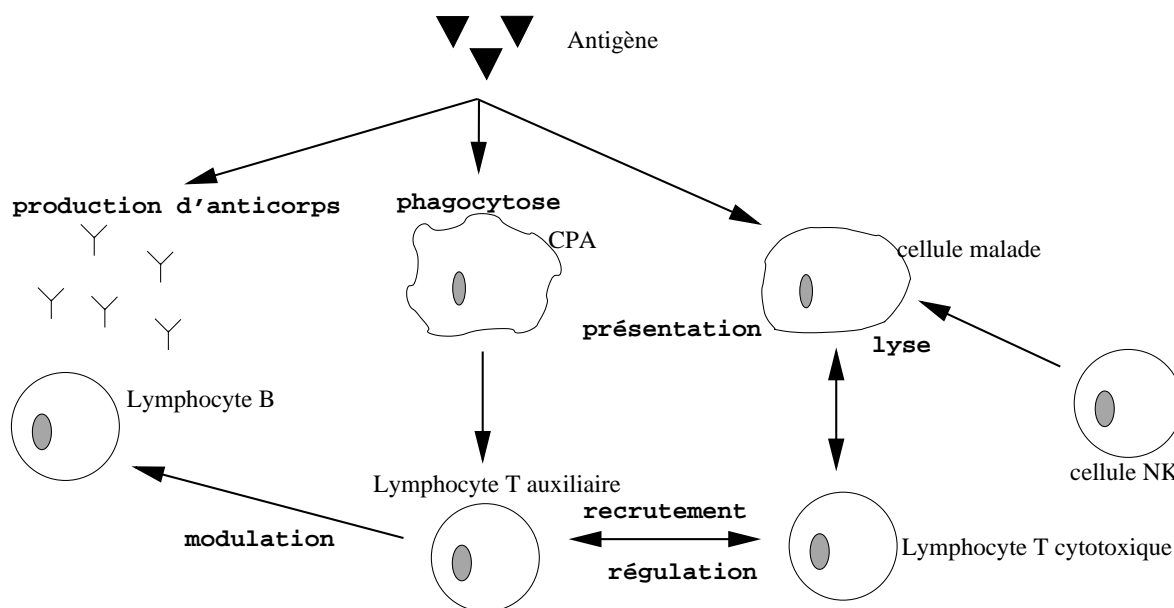 Antigène
production d'anticorps
phagocytose
CPA
cellule malade
présentation
lyse
Lymphocyte B
cellule NK
Lymphocyte T auxiliaire
recrutement
modulation
Lymphocyte T cytotoxique
régulation